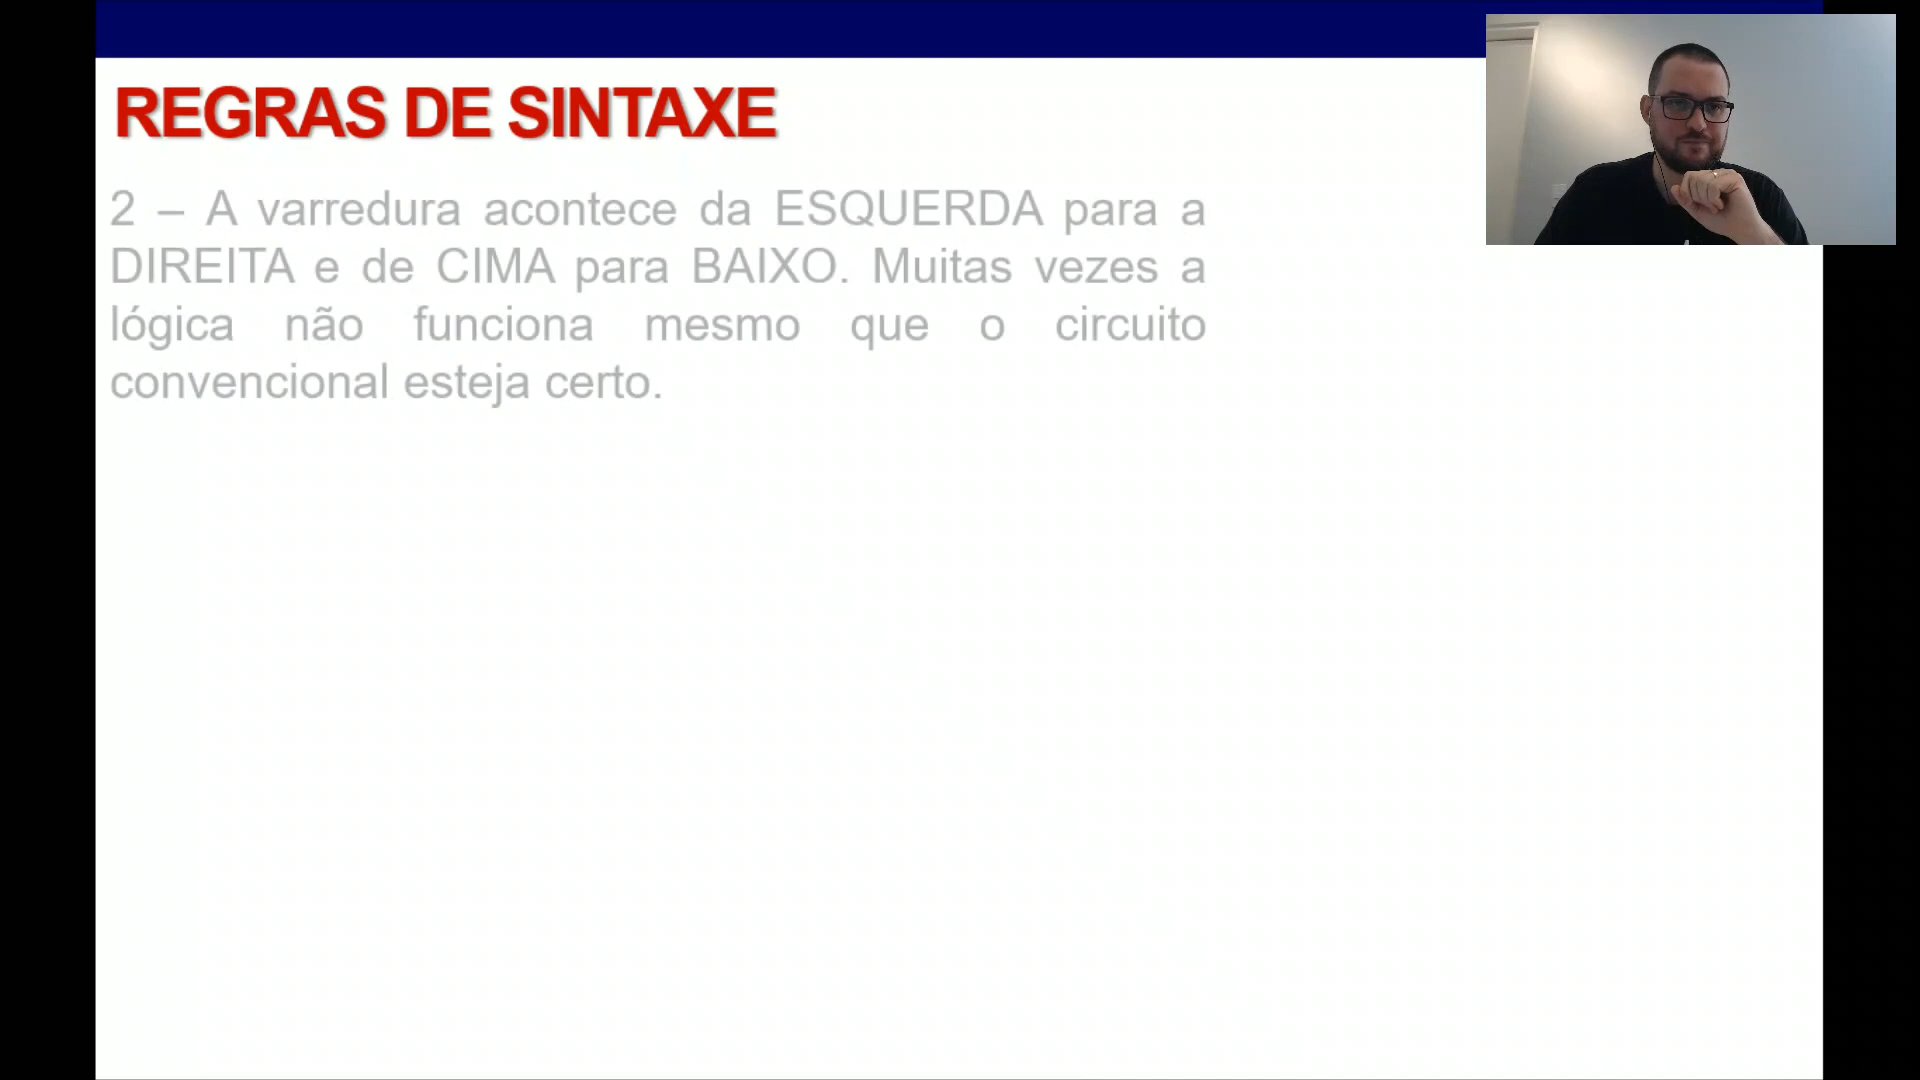 REGRAS DE SINTAXE
2 – A varredura acontece da ESQUERDA para a
DIREITA e de CIMA para BAIXO. Muitas vezes a
lógica não funciona mesmo que o circuito
convencional esteja certo.